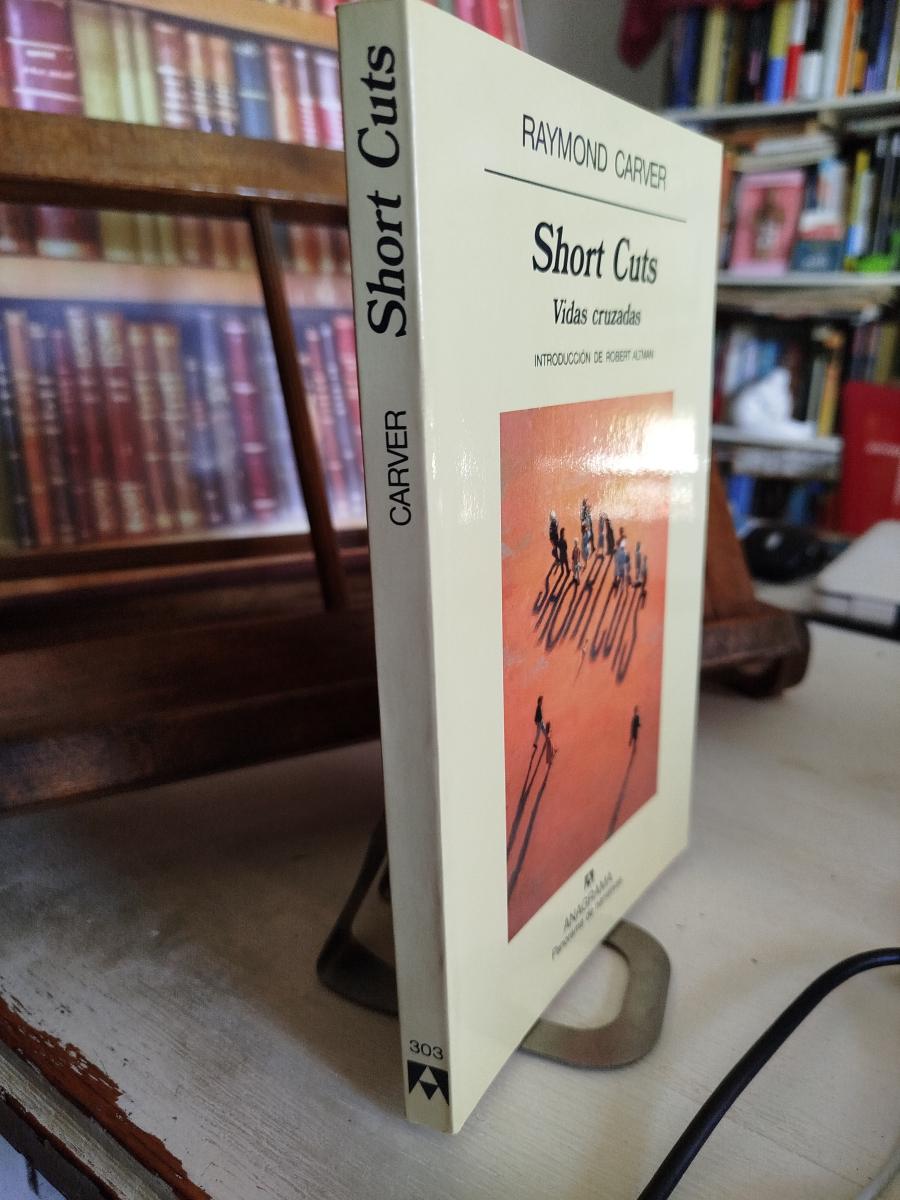 Short Cuts
CARVER
303
RAYMOND CARVER
Short Cuts
Vidas cruzadas
INTRODUCCIÓN DE ROBERT ALTMAN
SHORT CUTS
ANAGRAMA
Panorama de narrativas